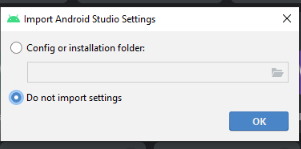 Import Android Studio Settings
Config or installation folder:
Do not import settings
OK